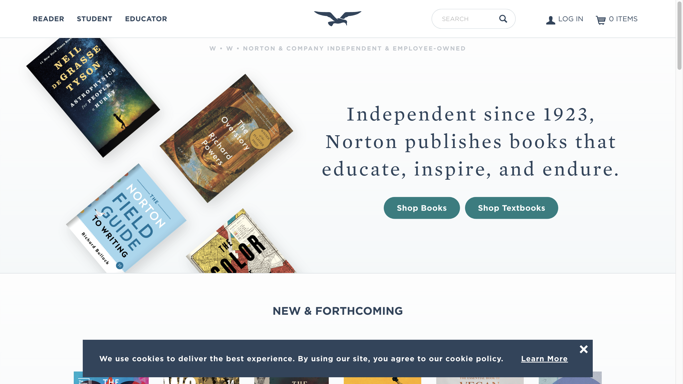 READER STUDENT EDUCATOR
SEARCH
LOG IN
0 ITEMS
W • W • NORTON & COMPANY INDEPENDENT & EMPLOYEE-OWNED
NEIL
DEGRASSE
TYSON
ASTROPHYSICS
FOR PEOPLE
IN A
HURRY
The
Overstory
Richard
Powers
THE
NORTON
FIELD
GUIDE
TO WRITING
Richard Bullock
THE
COLOR
Independent since 1923,
Norton publishes books that
educate, inspire, and endure.
Shop Books
Shop Textbooks
NEW & FORTHCOMING
We use cookies to deliver the best experience. By using our site, you agree to our cookie policy.
Learn More
THE